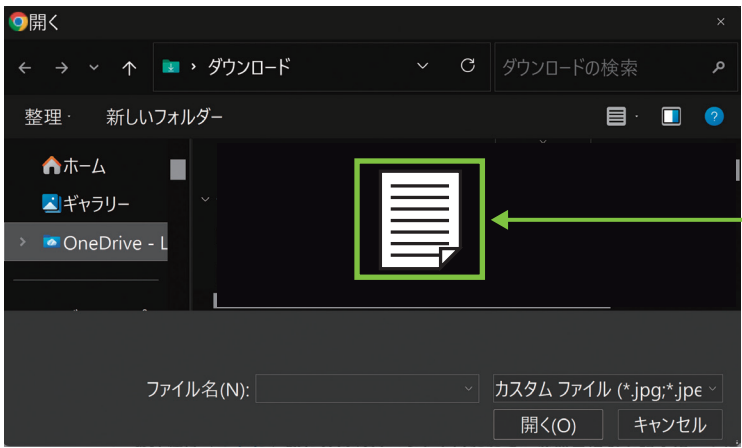 開く
ダウンロード
ダウンロードの検索
整理
新しいフォルダー
ホーム
ギャラリー
OneDrive - L
ファイル名(N):
カスタム ファイル (*.jpg;*.jpe
開く(O)
キャンセル